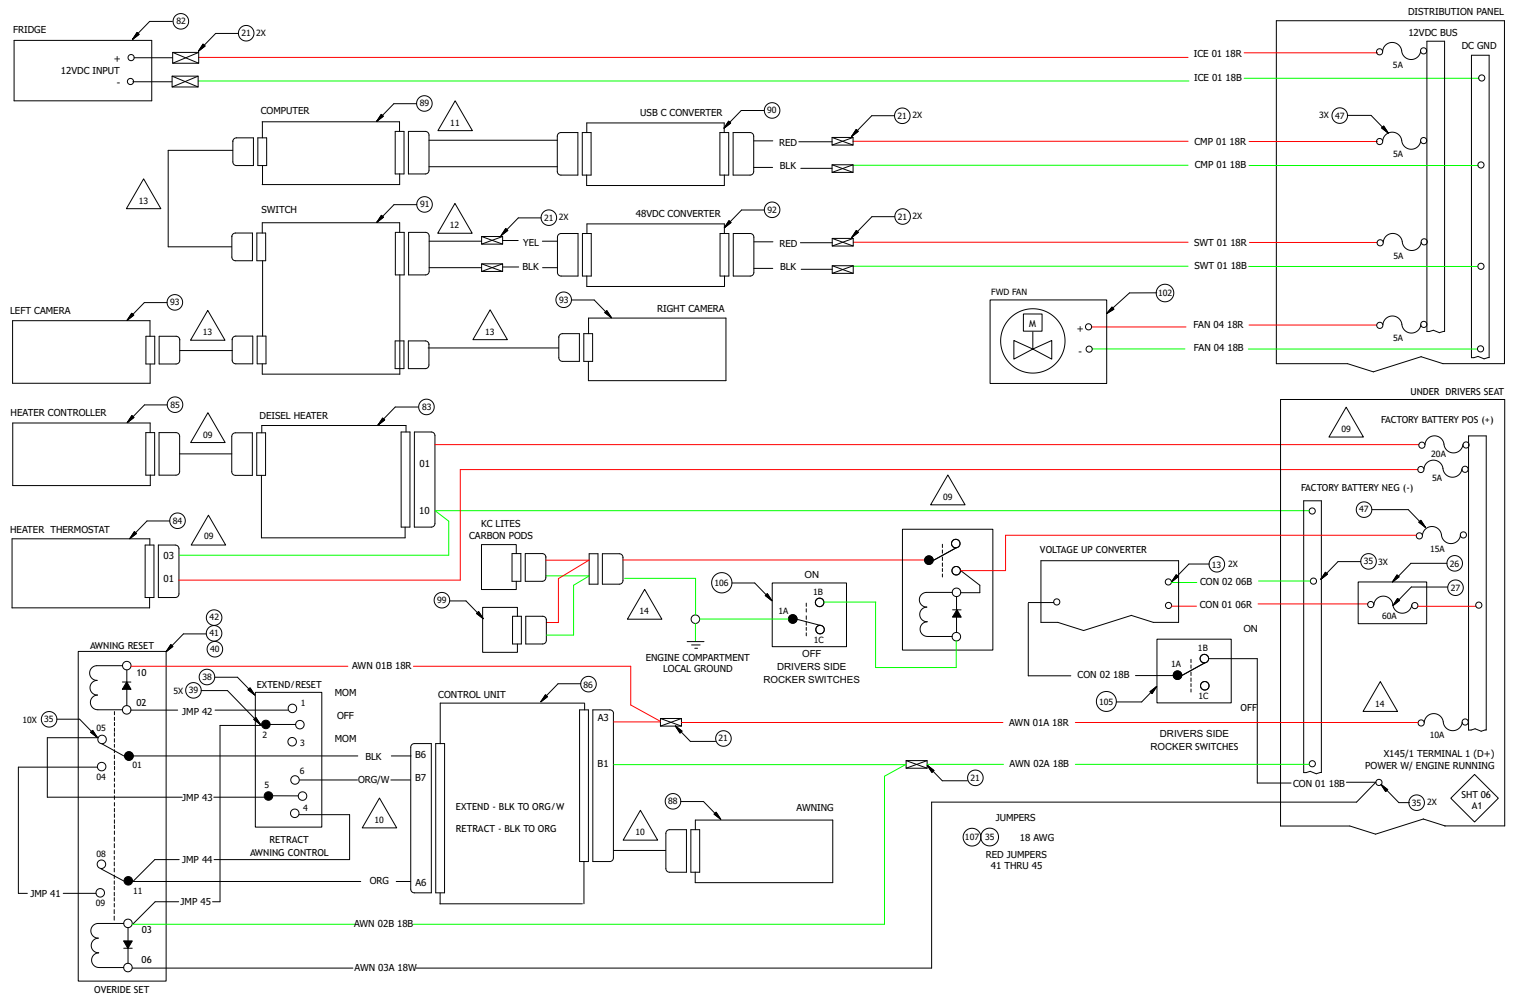 DISTRIBUTION PANEL
FRIDGE
82
21 2X
12VDC BUS
DC GND
+
12VDC INPUT
-
ICE 01 18R
5A
ICE 01 18B
COMPUTER
89
11
USB C CONVERTER
90
21 2X
3X 47
RED
CMP 01 18R
5A
BLK
CMP 01 18B
13
SWITCH
91
12
21 2X
48VDC CONVERTER
92
21 2X
YEL
RED
SWT 01 18R
5A
BLK
BLK
SWT 01 18B
LEFT CAMERA
93
13
13
93
RIGHT CAMERA
FWD FAN
102
M
+
-
FAN 04 18R
5A
FAN 04 18B
UNDER DRIVERS SEAT
HEATER CONTROLLER
85
09
DEISEL HEATER
83
01
10
09
FACTORY BATTERY POS (+)
20A
5A
09
FACTORY BATTERY NEG (-)
HEATER THERMOSTAT
84
09
03
01
KC LITES
CARBON PODS
99
14
47
15A
VOLTAGE UP CONVERTER
13 2X
35 3X
26
27
CON 02 06B
CON 01 06R
60A
106
ON
1B
1A
1C
OFF
DRIVERS SIDE
ROCKER SWITCHES
ENGINE COMPARTMENT
LOCAL GROUND
ON
1B
1A
1C
OFF
CON 02 18B
105
DRIVERS SIDE
ROCKER SWITCHES
14
42
41
40
AWNING RESET
10
02
AWN 01B 18R
38
5X 39
EXTEND/RESET
MOM
OFF
MOM
1
2
3
JMP 42
10X 35
05
01
04
CONTROL UNIT
86
A3
B1
21
AWN 01A 18R
10A
BLK
B6
ORG/W
B7
6
5
4
JMP 43
AWN 02A 18B
21
X145/1 TERMINAL 1 (D+)
POWER W/ ENGINE RUNNING
CON 01 18B
35 2X
SHT 06
A1
10
EXTEND - BLK TO ORG/W
RETRACT - BLK TO ORG
10
88
AWNING
JUMPERS
107 35 18 AWG
RED JUMPERS
41 THRU 45
RETRACT
AWNING CONTROL
08
11
09
JMP 44
JMP 41
ORG
A6
JMP 45
03
06
AWN 02B 18B
AWN 03A 18W
OVERIDE SET